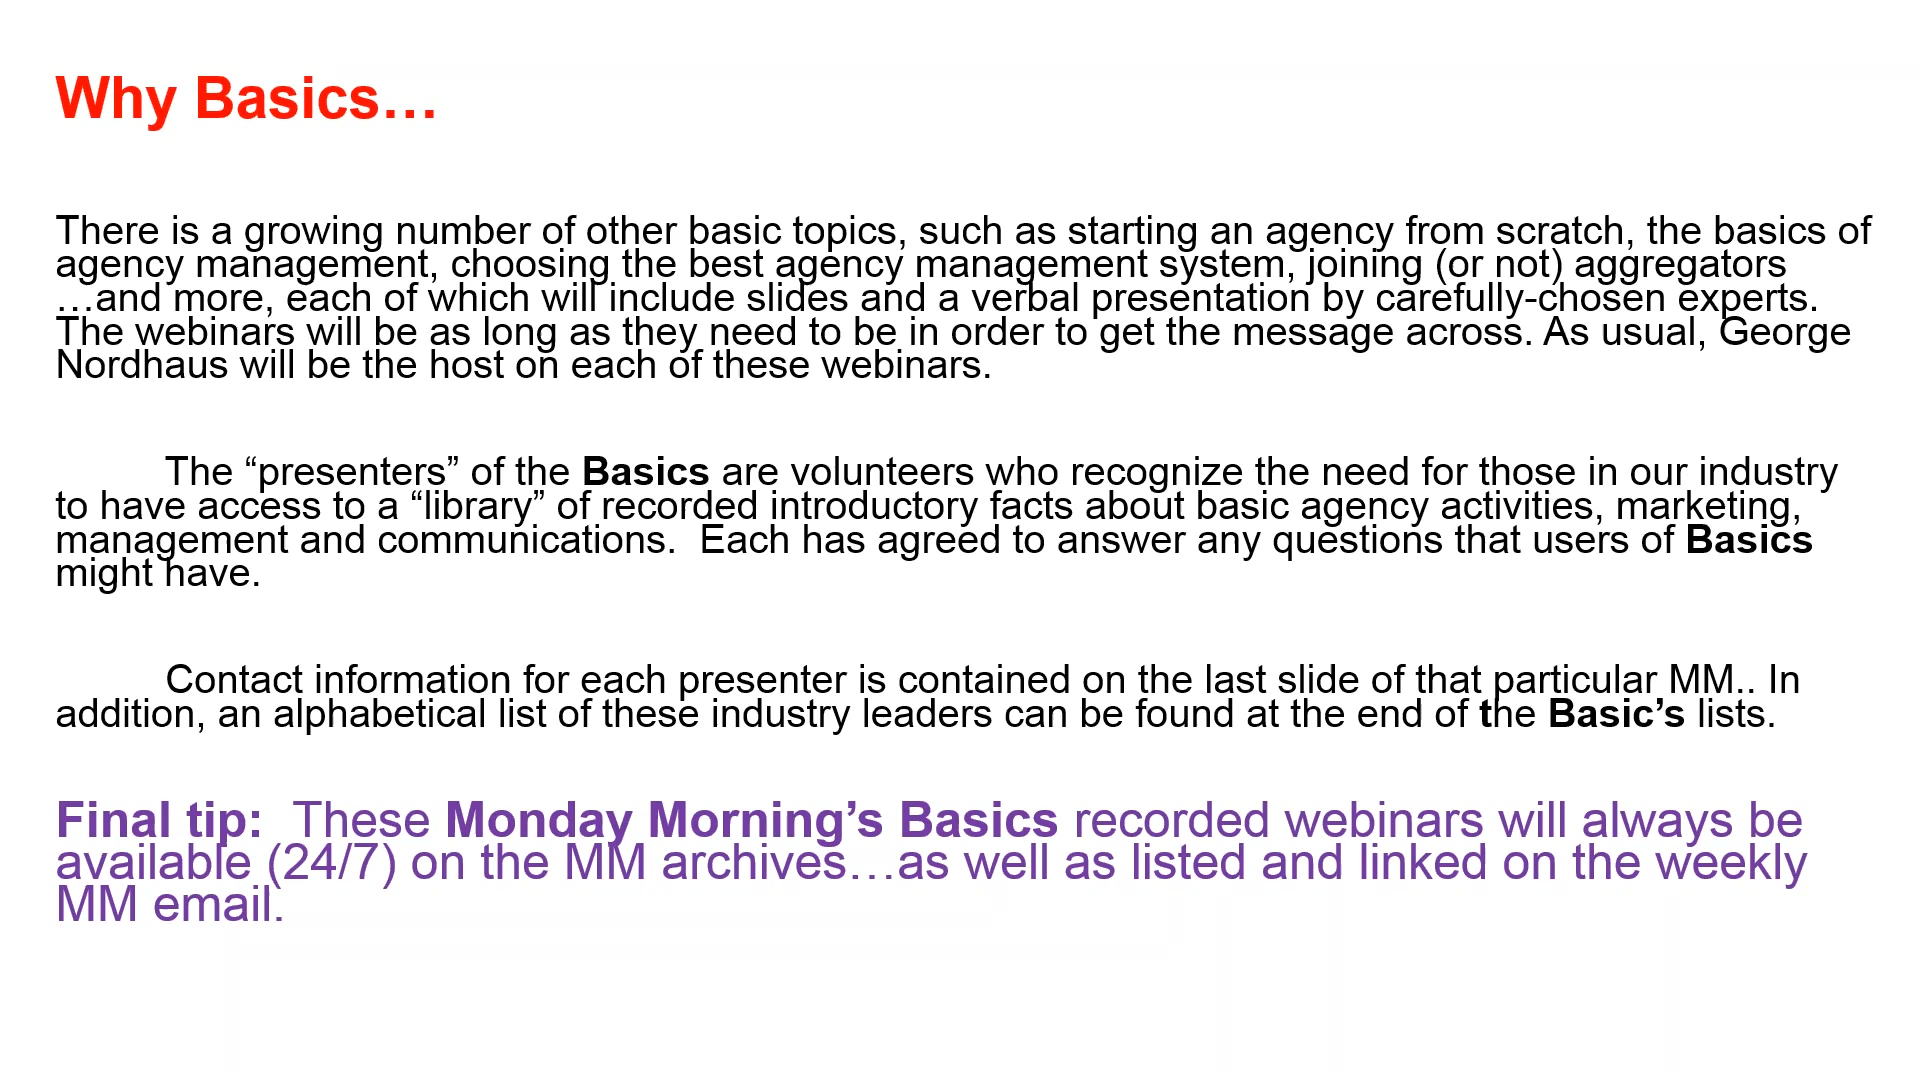 Why Basics…
There is a growing number of other basic topics, such as starting an agency from scratch, the basics of
agency management, choosing the best agency management system, joining (or not) aggregators
…and more, each of which will include slides and a verbal presentation by carefully-chosen experts.
The webinars will be as long as they need to be in order to get the message across. As usual, George
Nordhaus will be the host on each of these webinars.
The “presenters” of the Basics are volunteers who recognize the need for those in our industry
to have access to a “library” of recorded introductory facts about basic agency activities, marketing,
management and communications.  Each has agreed to answer any questions that users of Basics
might have.
Contact information for each presenter is contained on the last slide of that particular MM.. In
addition, an alphabetical list of these industry leaders can be found at the end of the Basic’s lists.
Final tip:  These Monday Morning’s Basics recorded webinars will always be
available (24/7) on the MM archives…as well as listed and linked on the weekly
MM email.